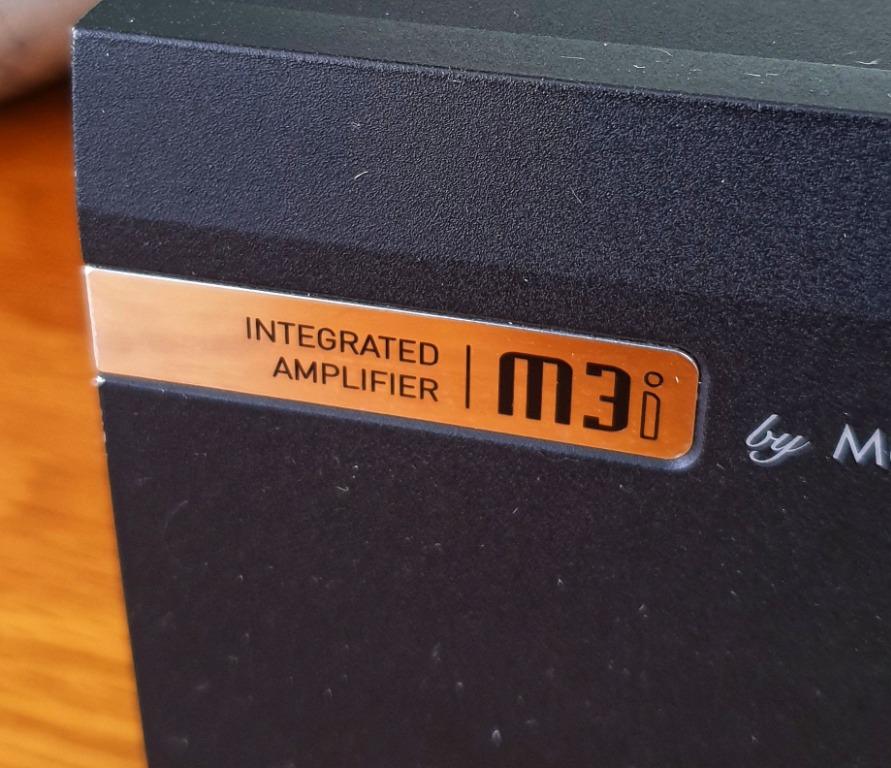 INTEGRATED
AMPLIFIER
m3i
by